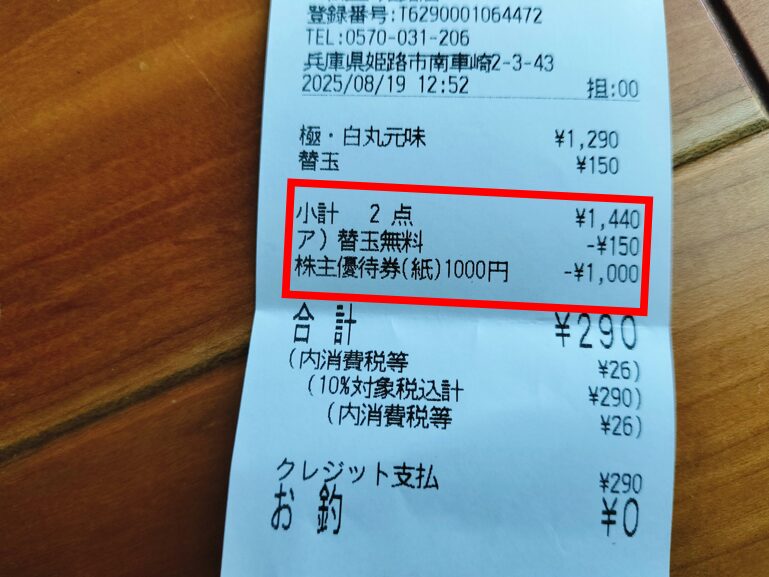 登録番号:T6290001064472
TEL:0570-031-206
兵庫県姫路市南車崎2-3-43
2025/08/19 12:52 担:00
極・白丸元味 ¥1,290
替玉 ¥150
小計 2 点 ¥1,440
ア)替玉無料 -¥150
株主優待券(紙)1000円 -¥1,000
合 計 ¥290
(内消費税等 ¥26)
(10%対象税込計 ¥290)
(内消費税等 ¥26)
クレジット支払 ¥290
お 釣 ¥0